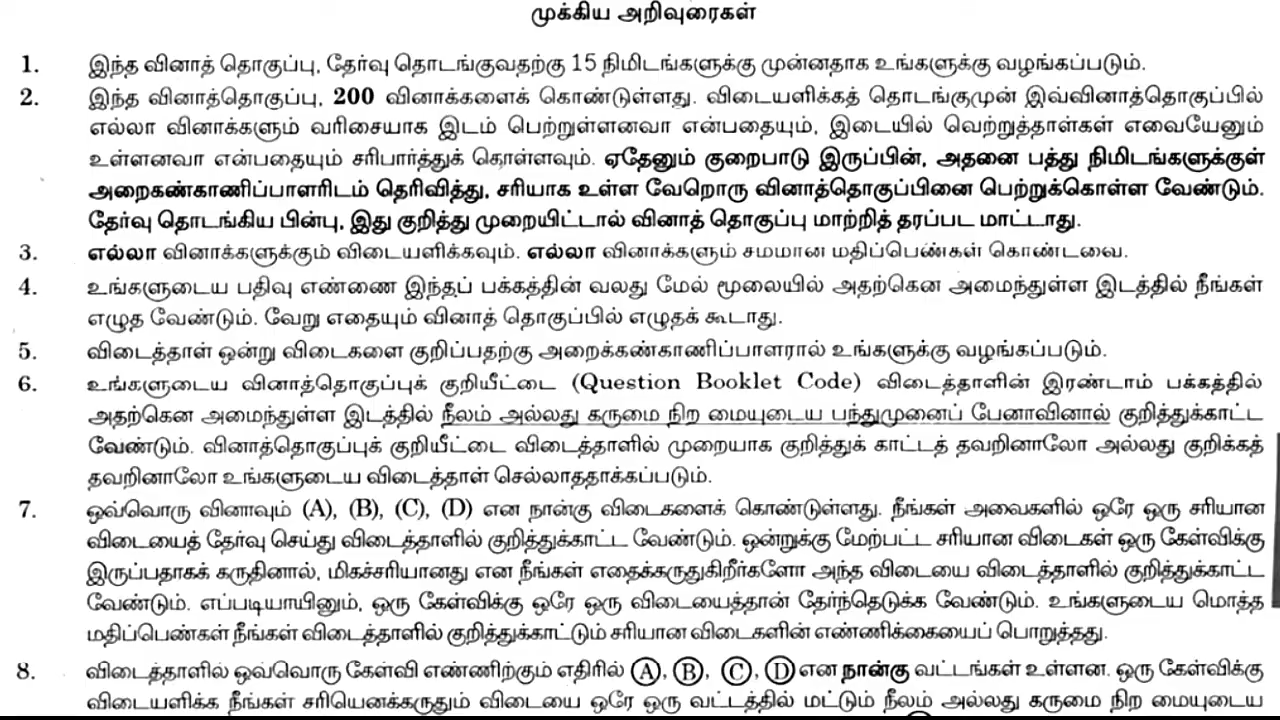 முக்கிய அறிவுரைகள்
1. இந்த வினாத் தொகுப்பு, தேர்வு தொடங்குவதற்கு 15 நிமிடங்களுக்கு முன்னதாக உங்களுக்கு வழங்கப்படும்.
2. இந்த வினாத்தொகுப்பு, 200 வினாக்களைக் கொண்டுள்ளது. விடையளிக்கத் தொடங்குமுன் இவ்வினாத்தொகுப்பில்
எல்லா வினாக்களும் வரிசையாக இடம் பெற்றுள்ளனவா என்பதையும், இடையில் வெற்றுத்தாள்கள் எவையேனும்
உள்ளனவா என்பதையும் சரிபார்த்துக் கொள்ளவும். ஏதேனும் குறைபாடு இருப்பின், அதனை பத்து நிமிடங்களுக்குள்
அறைகண்காணிப்பாளரிடம் தெரிவித்து, சரியாக உள்ள வேறொரு வினாத்தொகுப்பினை பெற்றுக்கொள்ள வேண்டும்.
தேர்வு தொடங்கிய பின்பு, இது குறித்து முறையிட்டால் வினாத் தொகுப்பு மாற்றித் தரப்பட மாட்டாது.
3. எல்லா வினாக்களுக்கும் விடையளிக்கவும். எல்லா வினாக்களும் சமமான மதிப்பெண்கள் கொண்டவை.
4. உங்களுடைய பதிவு எண்ணை இந்தப் பக்கத்தின் வலது மேல் மூலையில் அதற்கென அமைந்துள்ள இடத்தில் நீங்கள்
எழுத வேண்டும். வேறு எதையும் வினாத் தொகுப்பில் எழுதக் கூடாது.
5. விடைத்தாள் ஒன்று விடைகளை குறிப்பதற்கு அறைக்கண்காணிப்பாளரால் உங்களுக்கு வழங்கப்படும்.
6. உங்களுடைய வினாத்தொகுப்புக் குறியீட்டை (Question Booklet Code) விடைத்தாளின் இரண்டாம் பக்கத்தில்
அதற்கென அமைந்துள்ள இடத்தில் நீலம் அல்லது கருமை நிற மையுடைய பந்துமுனைப் பேனாவினால் குறித்துக்காட்ட
வேண்டும். வினாத்தொகுப்புக் குறியீட்டை விடைத்தாளில் முறையாக குறித்துக் காட்டத் தவறினாலோ அல்லது குறிக்கத்
தவறினாலோ உங்களுடைய விடைத்தாள் செல்லாததாக்கப்படும்.
7. ஒவ்வொரு வினாவும் (A), (B), (C), (D) என நான்கு விடைகளைக் கொண்டுள்ளது. நீங்கள் அவைகளில் ஒரே ஒரு சரியான
விடையைத் தேர்வு செய்து விடைத்தாளில் குறித்துக்காட்ட வேண்டும். ஒன்றுக்கு மேற்பட்ட சரியான விடைகள் ஒரு கேள்விக்கு
இருப்பதாகக் கருதினால், மிகச்சரியானது என நீங்கள் எதைக்கருதுகிறீர்களோ அந்த விடையை விடைத்தாளில் குறித்துக்காட்ட
வேண்டும். எப்படியாயினும், ஒரு கேள்விக்கு ஒரே ஒரு விடையைத்தான் தேர்ந்தெடுக்க வேண்டும். உங்களுடைய மொத்த
மதிப்பெண்கள் நீங்கள் விடைத்தாளில் குறித்துக்காட்டும் சரியான விடைகளின் எண்ணிக்கையைப் பொறுத்தது.
8. விடைத்தாளில் ஒவ்வொரு கேள்வி எண்ணிற்கும் எதிரில் Ⓐ, Ⓑ, Ⓒ, Ⓓ என நான்கு வட்டங்கள் உள்ளன. ஒரு கேள்விக்கு
விடையளிக்க நீங்கள் சரியெனக்கருதும் விடையை ஒரே ஒரு வட்டத்தில் மட்டும் நீலம் அல்லது கருமை நிற மையுடைய